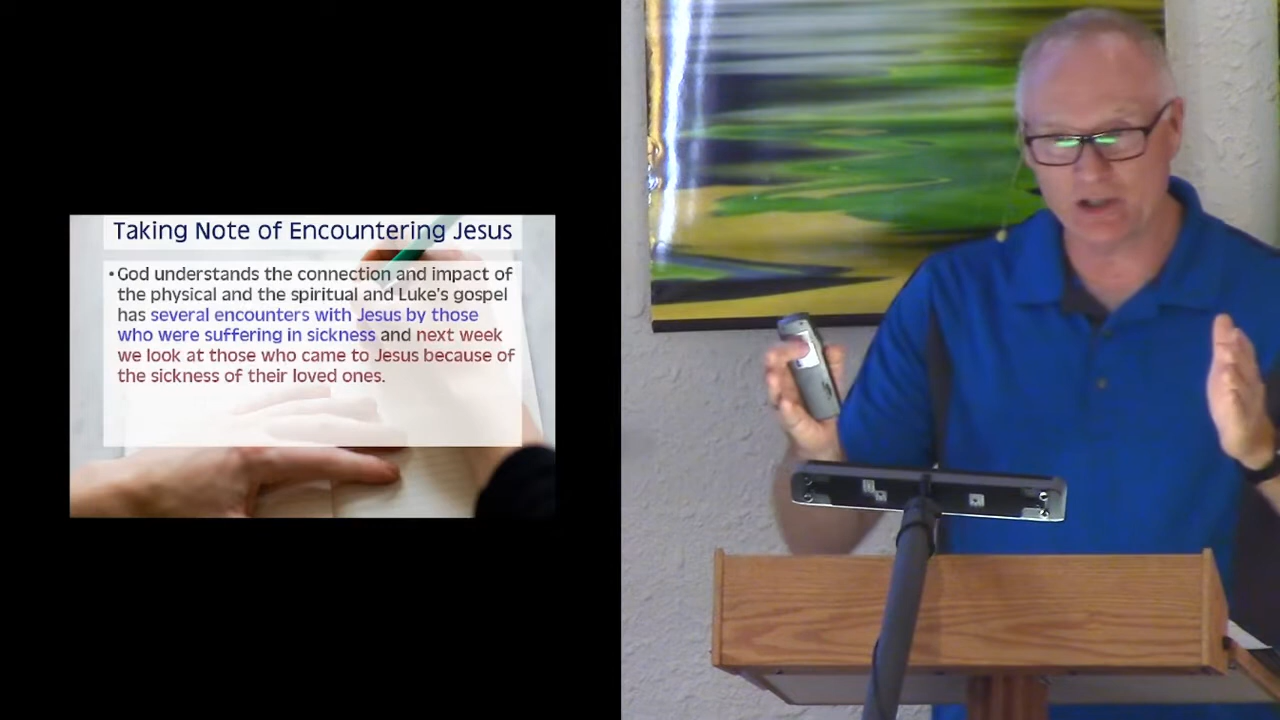 Taking Note of Encountering Jesus
• God understands the connection and impact of
the physical and the spiritual and Luke's gospel
has several encounters with Jesus by those
who were suffering in sickness and next week
we look at those who came to Jesus because of
the sickness of their loved ones.